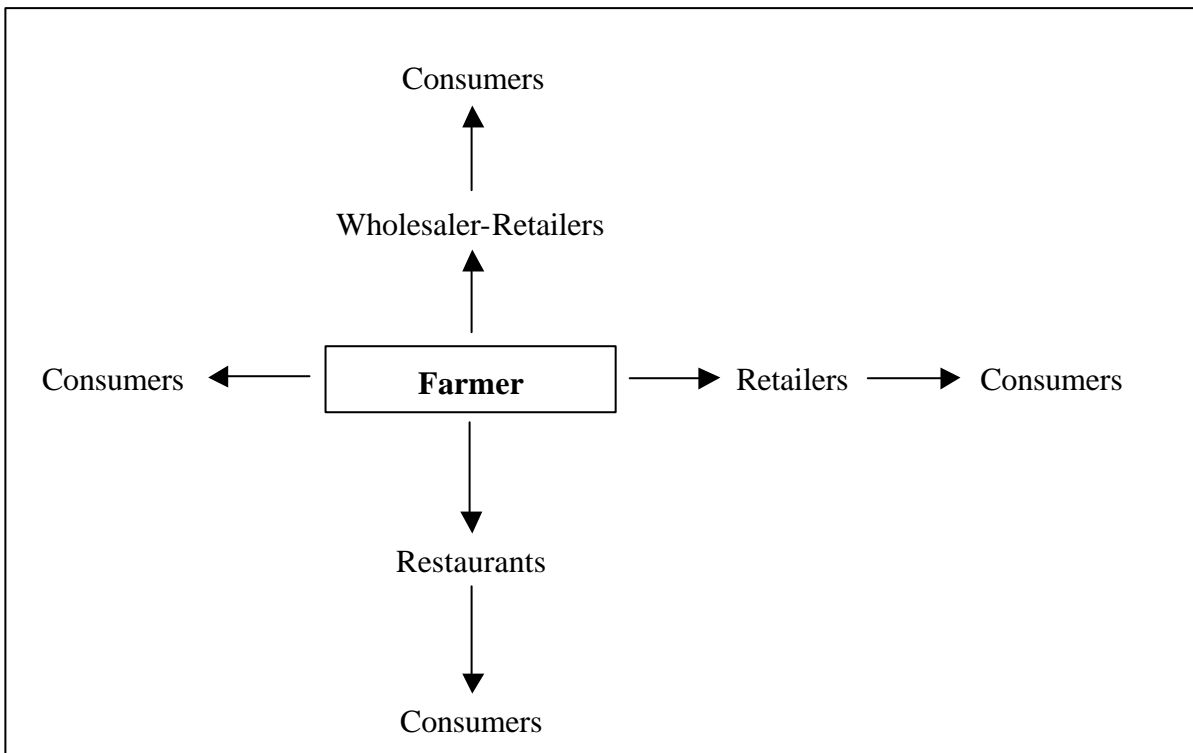 Consumers
Wholesaler-Retailers
Consumers
Farmer
Retailers
Consumers
Restaurants
Consumers